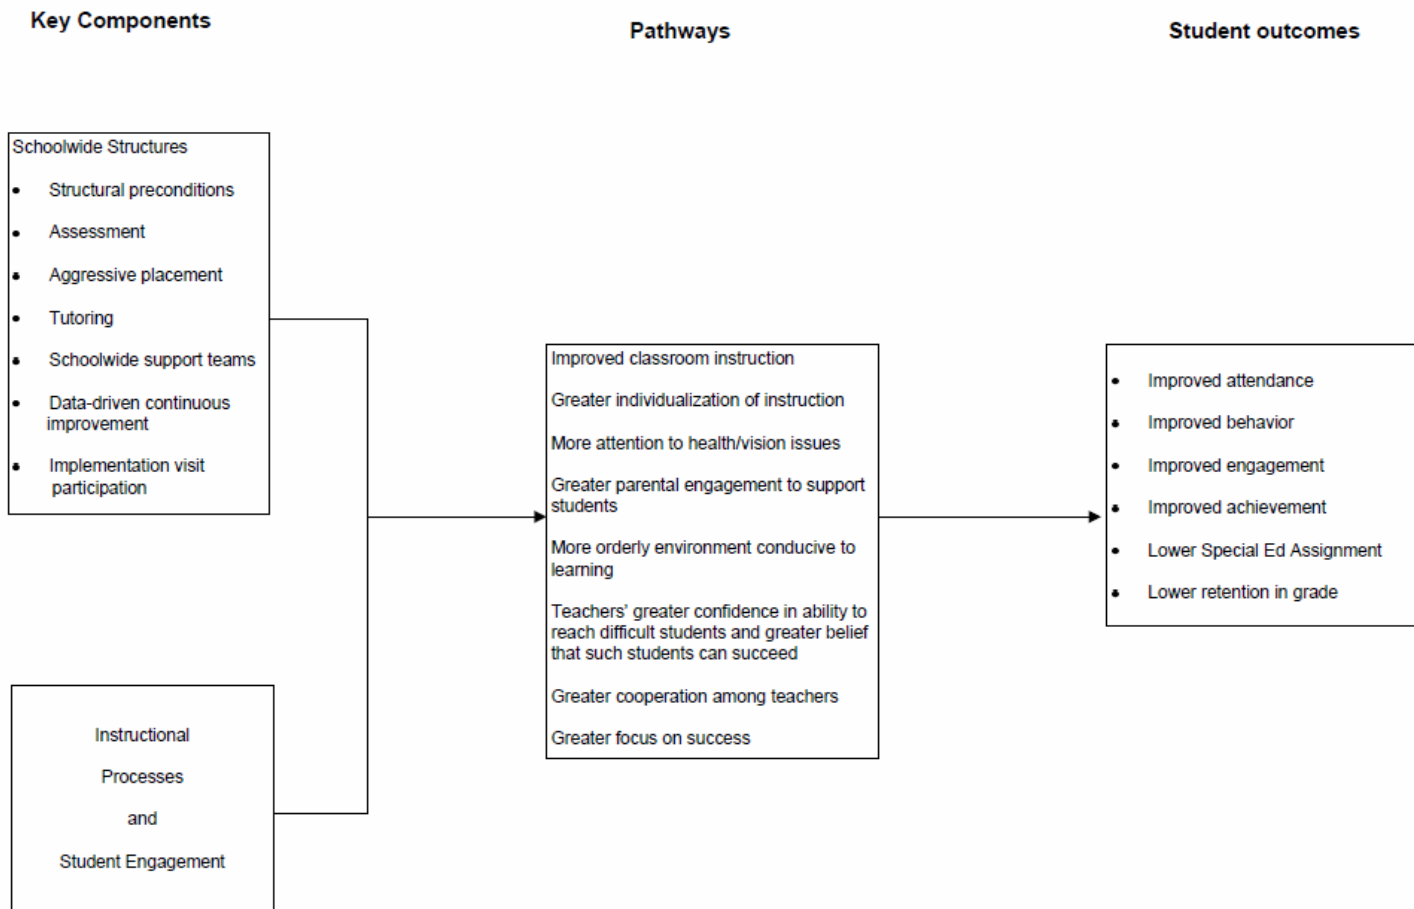 Key Components
Pathways
Student outcomes
Schoolwide Structures
• Structural preconditions
• Assessment
• Aggressive placement
• Tutoring
• Schoolwide support teams
• Data-driven continuous
improvement
• Implementation visit
participation
Instructional
Processes
and
Student Engagement
Improved classroom instruction
Greater individualization of instruction
More attention to health/vision issues
Greater parental engagement to support
students
More orderly environment conducive to
learning
Teachers’ greater confidence in ability to
reach difficult students and greater belief
that such students can succeed
Greater cooperation among teachers
Greater focus on success
• Improved attendance
• Improved behavior
• Improved engagement
• Improved achievement
• Lower Special Ed Assignment
• Lower retention in grade